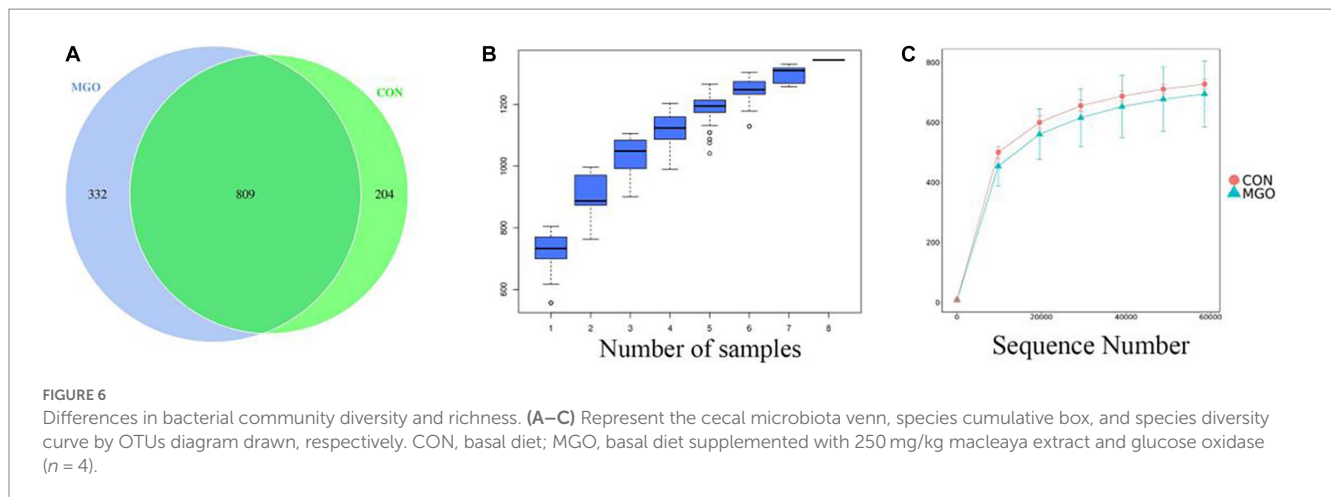 A
MGO
CON
332
809
204
B
1200
1000
800
600
1
2
3
4
5
6
7
8
Number of samples
C
800
600
400
200
0
0
20000
40000
60000
Sequence Number
CON
MGO
FIGURE 6
Differences in bacterial community diversity and richness. (A–C) Represent the cecal microbiota venn, species cumulative box, and species diversity
curve by OTUs diagram drawn, respectively. CON, basal diet; MGO, basal diet supplemented with 250 mg/kg macleaya extract and glucose oxidase
(n = 4).